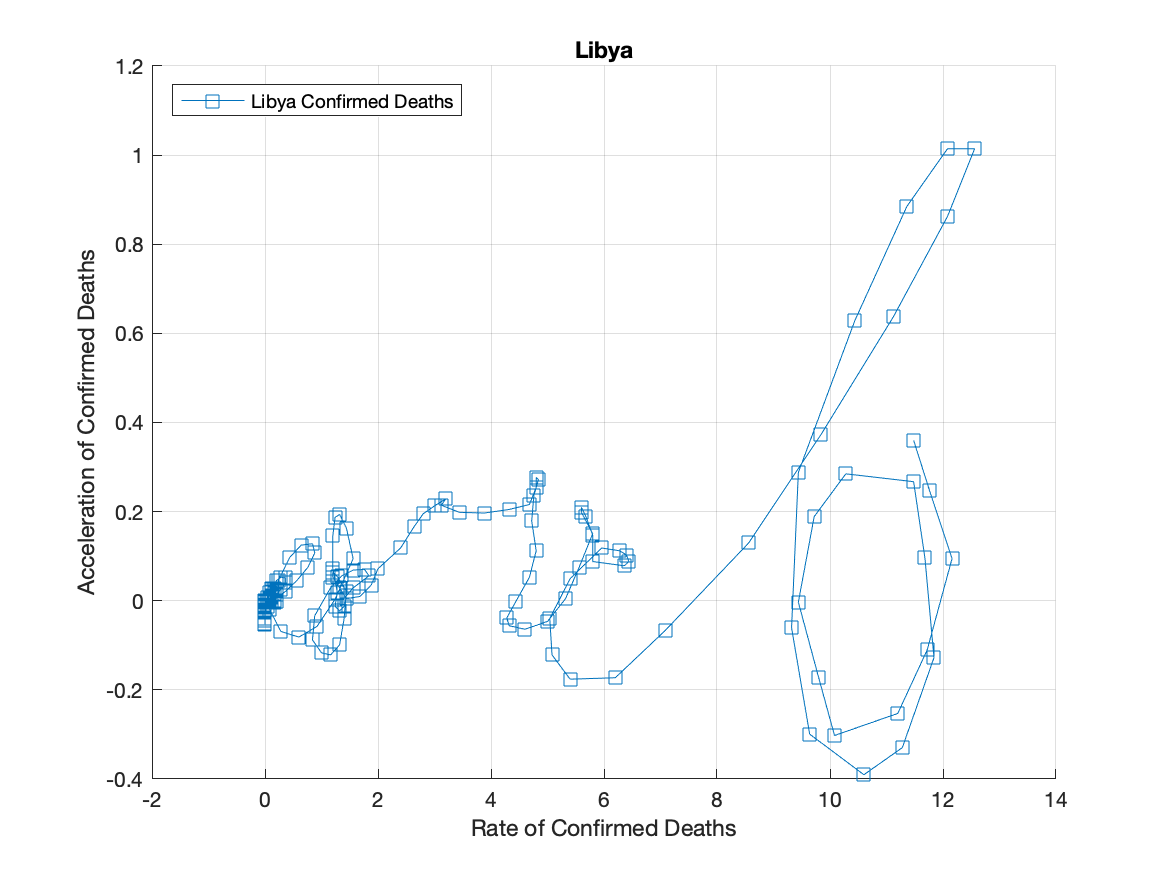 Libya
Libya Confirmed Deaths
Acceleration of Confirmed Deaths
1.2
1
0.8
0.6
0.4
0.2
0
-0.2
-0.4
-2 0 2 4 6 8 10 12 14
Rate of Confirmed Deaths